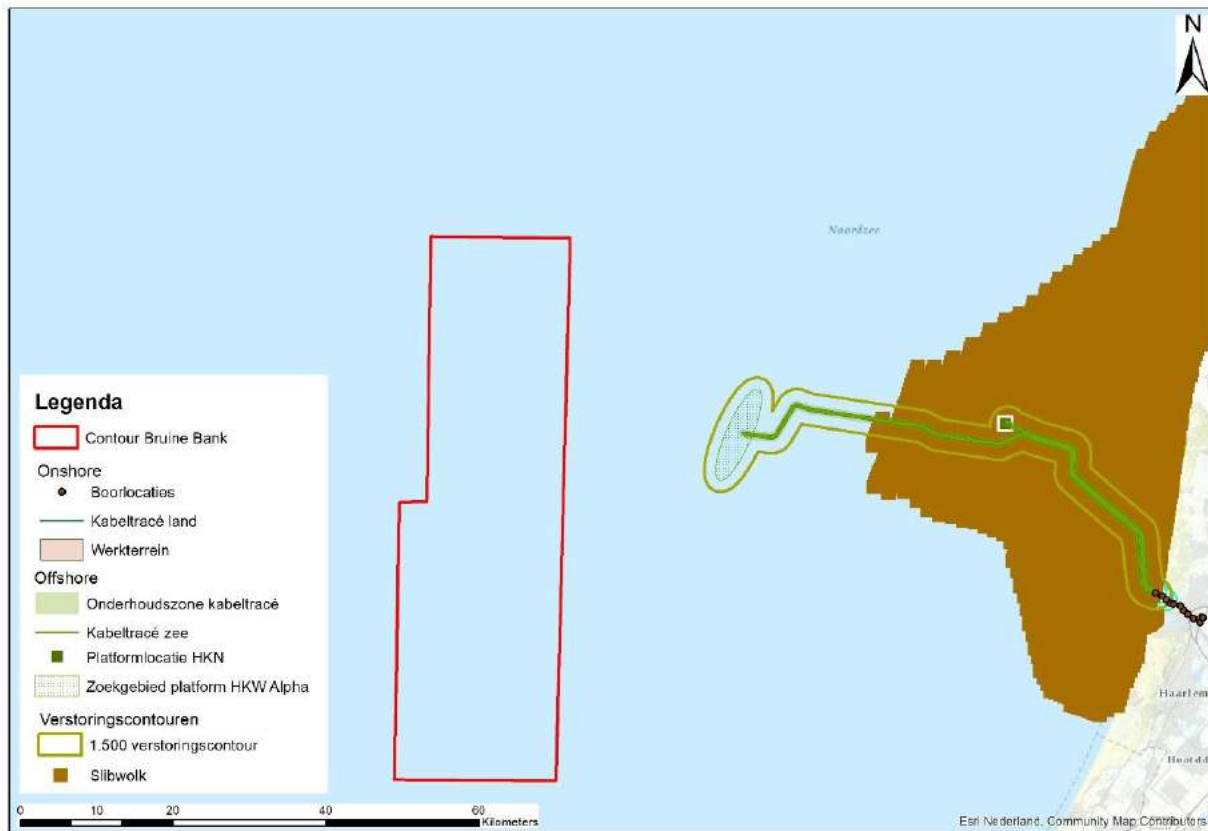 N
Noordzee
Legenda
Contour Bruine Bank
Onshore
Boorlocaties
Kabeltracé land
Werkterrein
Offshore
Onderhoudszone kabeltracé
Kabeltracé zee
Platformlocatie HKN
Zoekgebied platform HKW Alpha
Verstoringscontouren
1.500 verstoringscontour
Slibwolk
Haarlem
0 10 20 40 60
Kilometers
Esri Nederland, Community Map Contributors